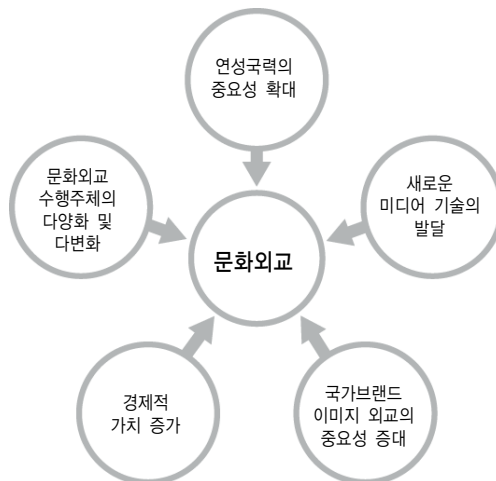 연성국력의
중요성 확대
문화외교
수행주체의
다양화 및
다변화
새로운
미디어 기술의
발달
문화외교
경제적
가치 증가
국가브랜드
이미지 외교의
중요성 증대